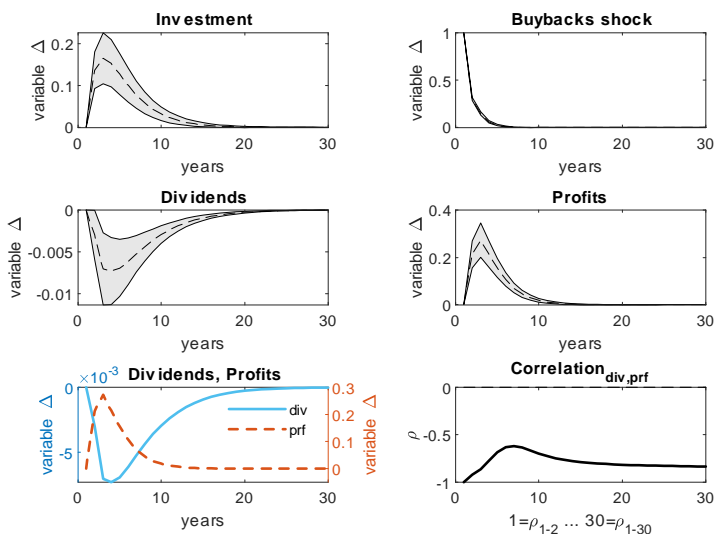 Investment
variable Δ
0.2
0.1
0
0 10 20 30
years
Buybacks shock
variable Δ
1
0.5
0
0 10 20 30
years
Dividends
variable Δ
0
-0.005
-0.01
0 10 20 30
years
Profits
variable Δ
0.4
0.2
0
0 10 20 30
years
Dividends, Profits
×10⁻³
variable Δ
0
-5
0.3
0.2
0.1
0
variable Δ
div
prf
0 10 20 30
years
Correlation_div,prf
ρ
0
-0.5
-1
0 10 20 30
1=ρ₁₋₂ ... 30=ρ₁₋₃₀